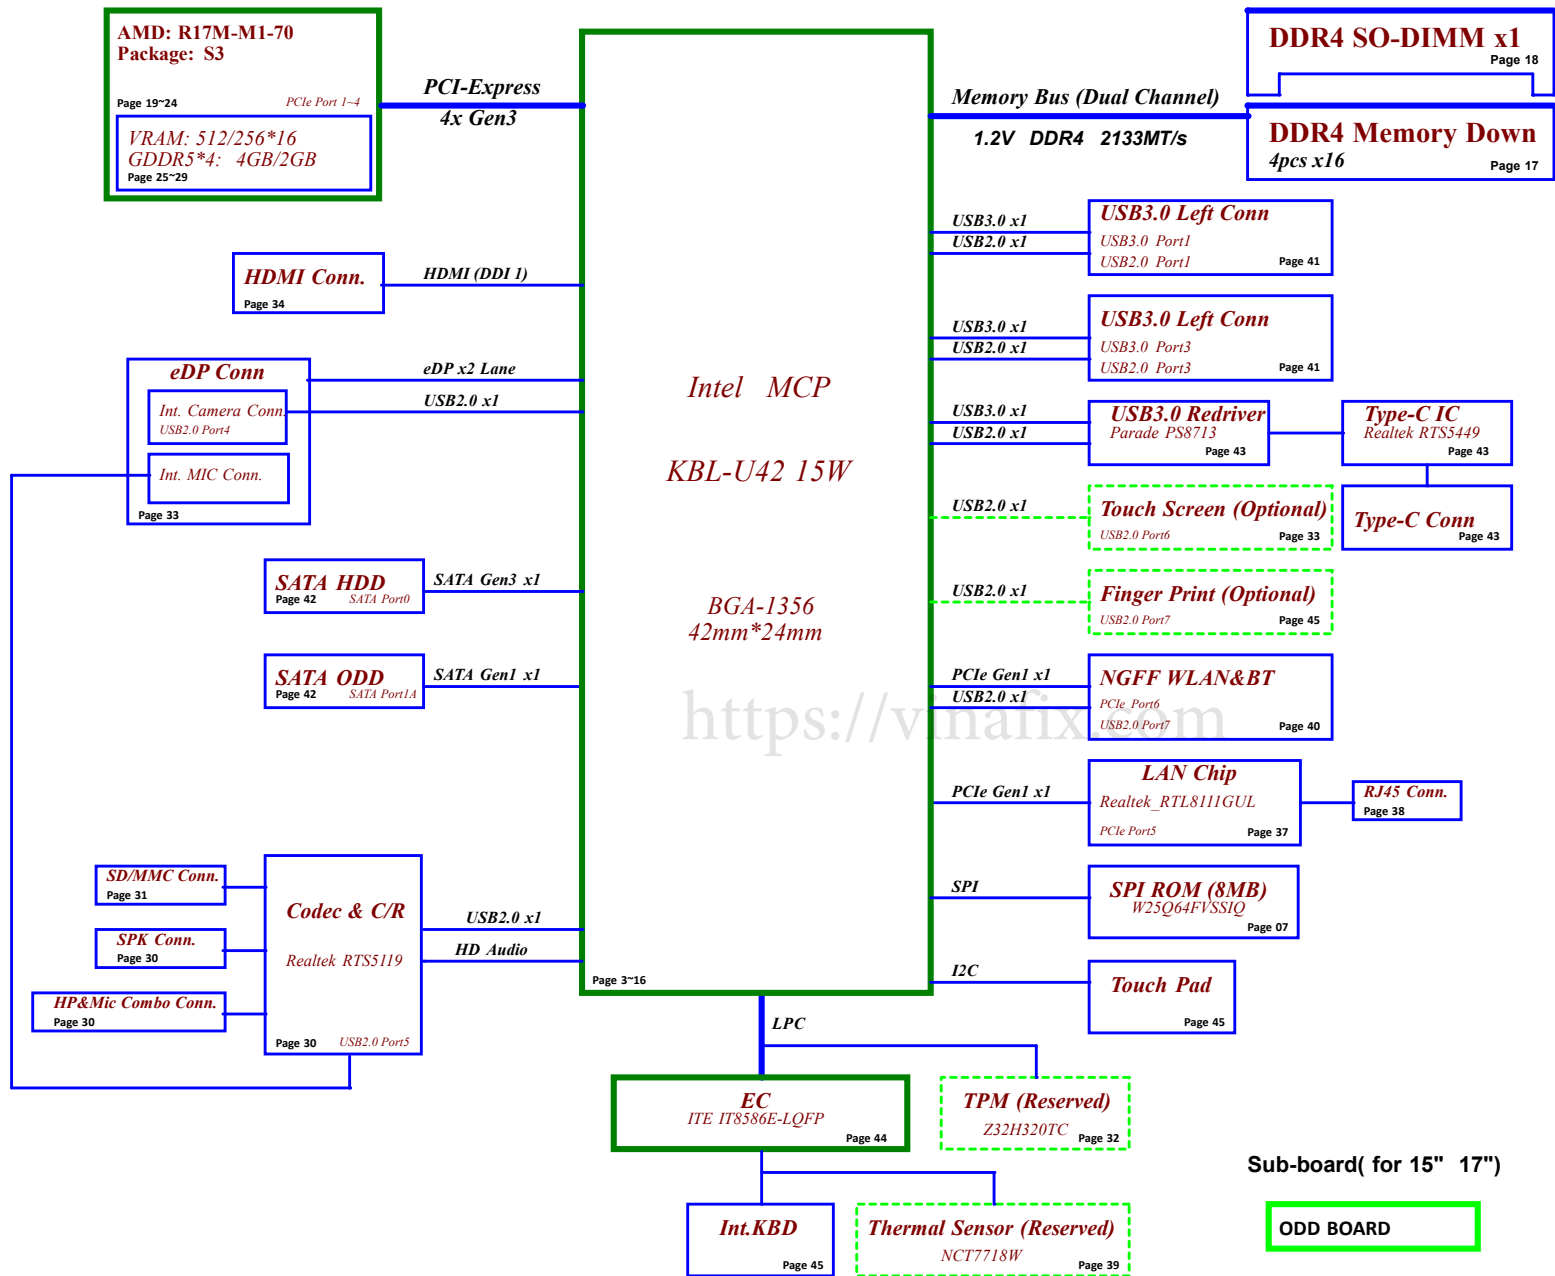 AMD: R17M-M1-70
Package: S3
Page 19~24
PCIe Port 1~4
VRAM: 512/256*16
GDDR5*4: 4GB/2GB
Page 25~29
PCI-Express
4x Gen3
Memory Bus (Dual Channel)
1.2V DDR4 2133MT/s
DDR4 SO-DIMM x1
Page 18
DDR4 Memory Down
4pcs x16
Page 17
USB3.0 x1
USB2.0 x1
USB3.0 Left Conn
USB3.0 Port1
USB2.0 Port1
Page 41
HDMI Conn.
Page 34
HDMI (DDI 1)
USB3.0 x1
USB2.0 x1
USB3.0 Left Conn
USB3.0 Port3
USB2.0 Port3
Page 41
eDP Conn
Int. Camera Conn.
USB2.0 Port4
Int. MIC Conn.
Page 33
eDP x2 Lane
USB2.0 x1
Intel MCP
KBL-U42 15W
BGA-1356
42mm*24mm
Page 3~16
USB3.0 x1
USB2.0 x1
USB3.0 Redriver
Parade PS8713
Page 43
Type-C IC
Realtek RTS5449
Page 43
Type-C Conn
Page 43
USB2.0 x1
Touch Screen (Optional)
USB2.0 Port6
Page 33
USB2.0 x1
Finger Print (Optional)
USB2.0 Port7
Page 45
SATA HDD
Page 42
SATA Port0
SATA Gen3 x1
SATA ODD
Page 42
SATA Port1A
SATA Gen1 x1
PCIe Gen1 x1
USB2.0 x1
NGFF WLAN&BT
PCIe Port6
USB2.0 Port7
Page 40
https://vinafix.com
PCIe Gen1 x1
LAN Chip
Realtek_RTL8111GUL
PCIe Port5
Page 37
RJ45 Conn.
Page 38
SD/MMC Conn.
Page 31
SPK Conn.
Page 30
HP&Mic Combo Conn.
Page 30
Codec & C/R
Realtek RTS5119
Page 30
USB2.0 Port5
USB2.0 x1
HD Audio
SPI
SPI ROM (8MB)
W25Q64FVSSIQ
Page 07
I2C
Touch Pad
Page 45
LPC
EC
ITE IT8586E-LQFP
Page 44
TPM (Reserved)
Z32H320TC
Page 32
Int.KBD
Page 45
Thermal Sensor (Reserved)
NCT7718W
Page 39
Sub-board( for 15" 17")
ODD BOARD